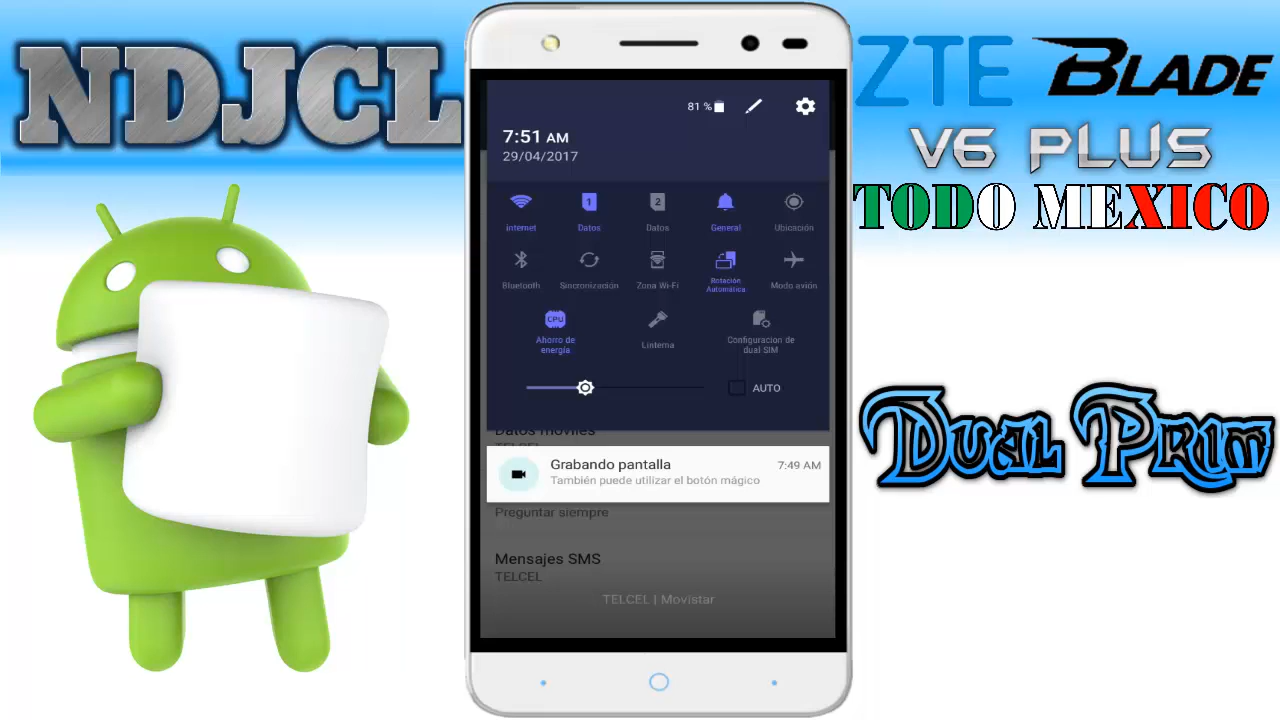 NDJCL
ZTE BLADE
V6 PLUS
TODO MEXICO
DUAL PRIM
81 %
7:51 AM
29/04/2017
1
2
internet
Datos
Datos
General
Ubicación
Bluetooth
Sincronización
Zona Wi-Fi
Rotación
Automática
Modo avión
CPU
Ahorro de
energía
Linterna
Configuracion de
dual SIM
AUTO
Datos móviles
TELCEL
Grabando pantalla
7:49 AM
También puede utilizar el botón mágico
Preguntar siempre
Mensajes SMS
TELCEL
TELCEL | Movistar